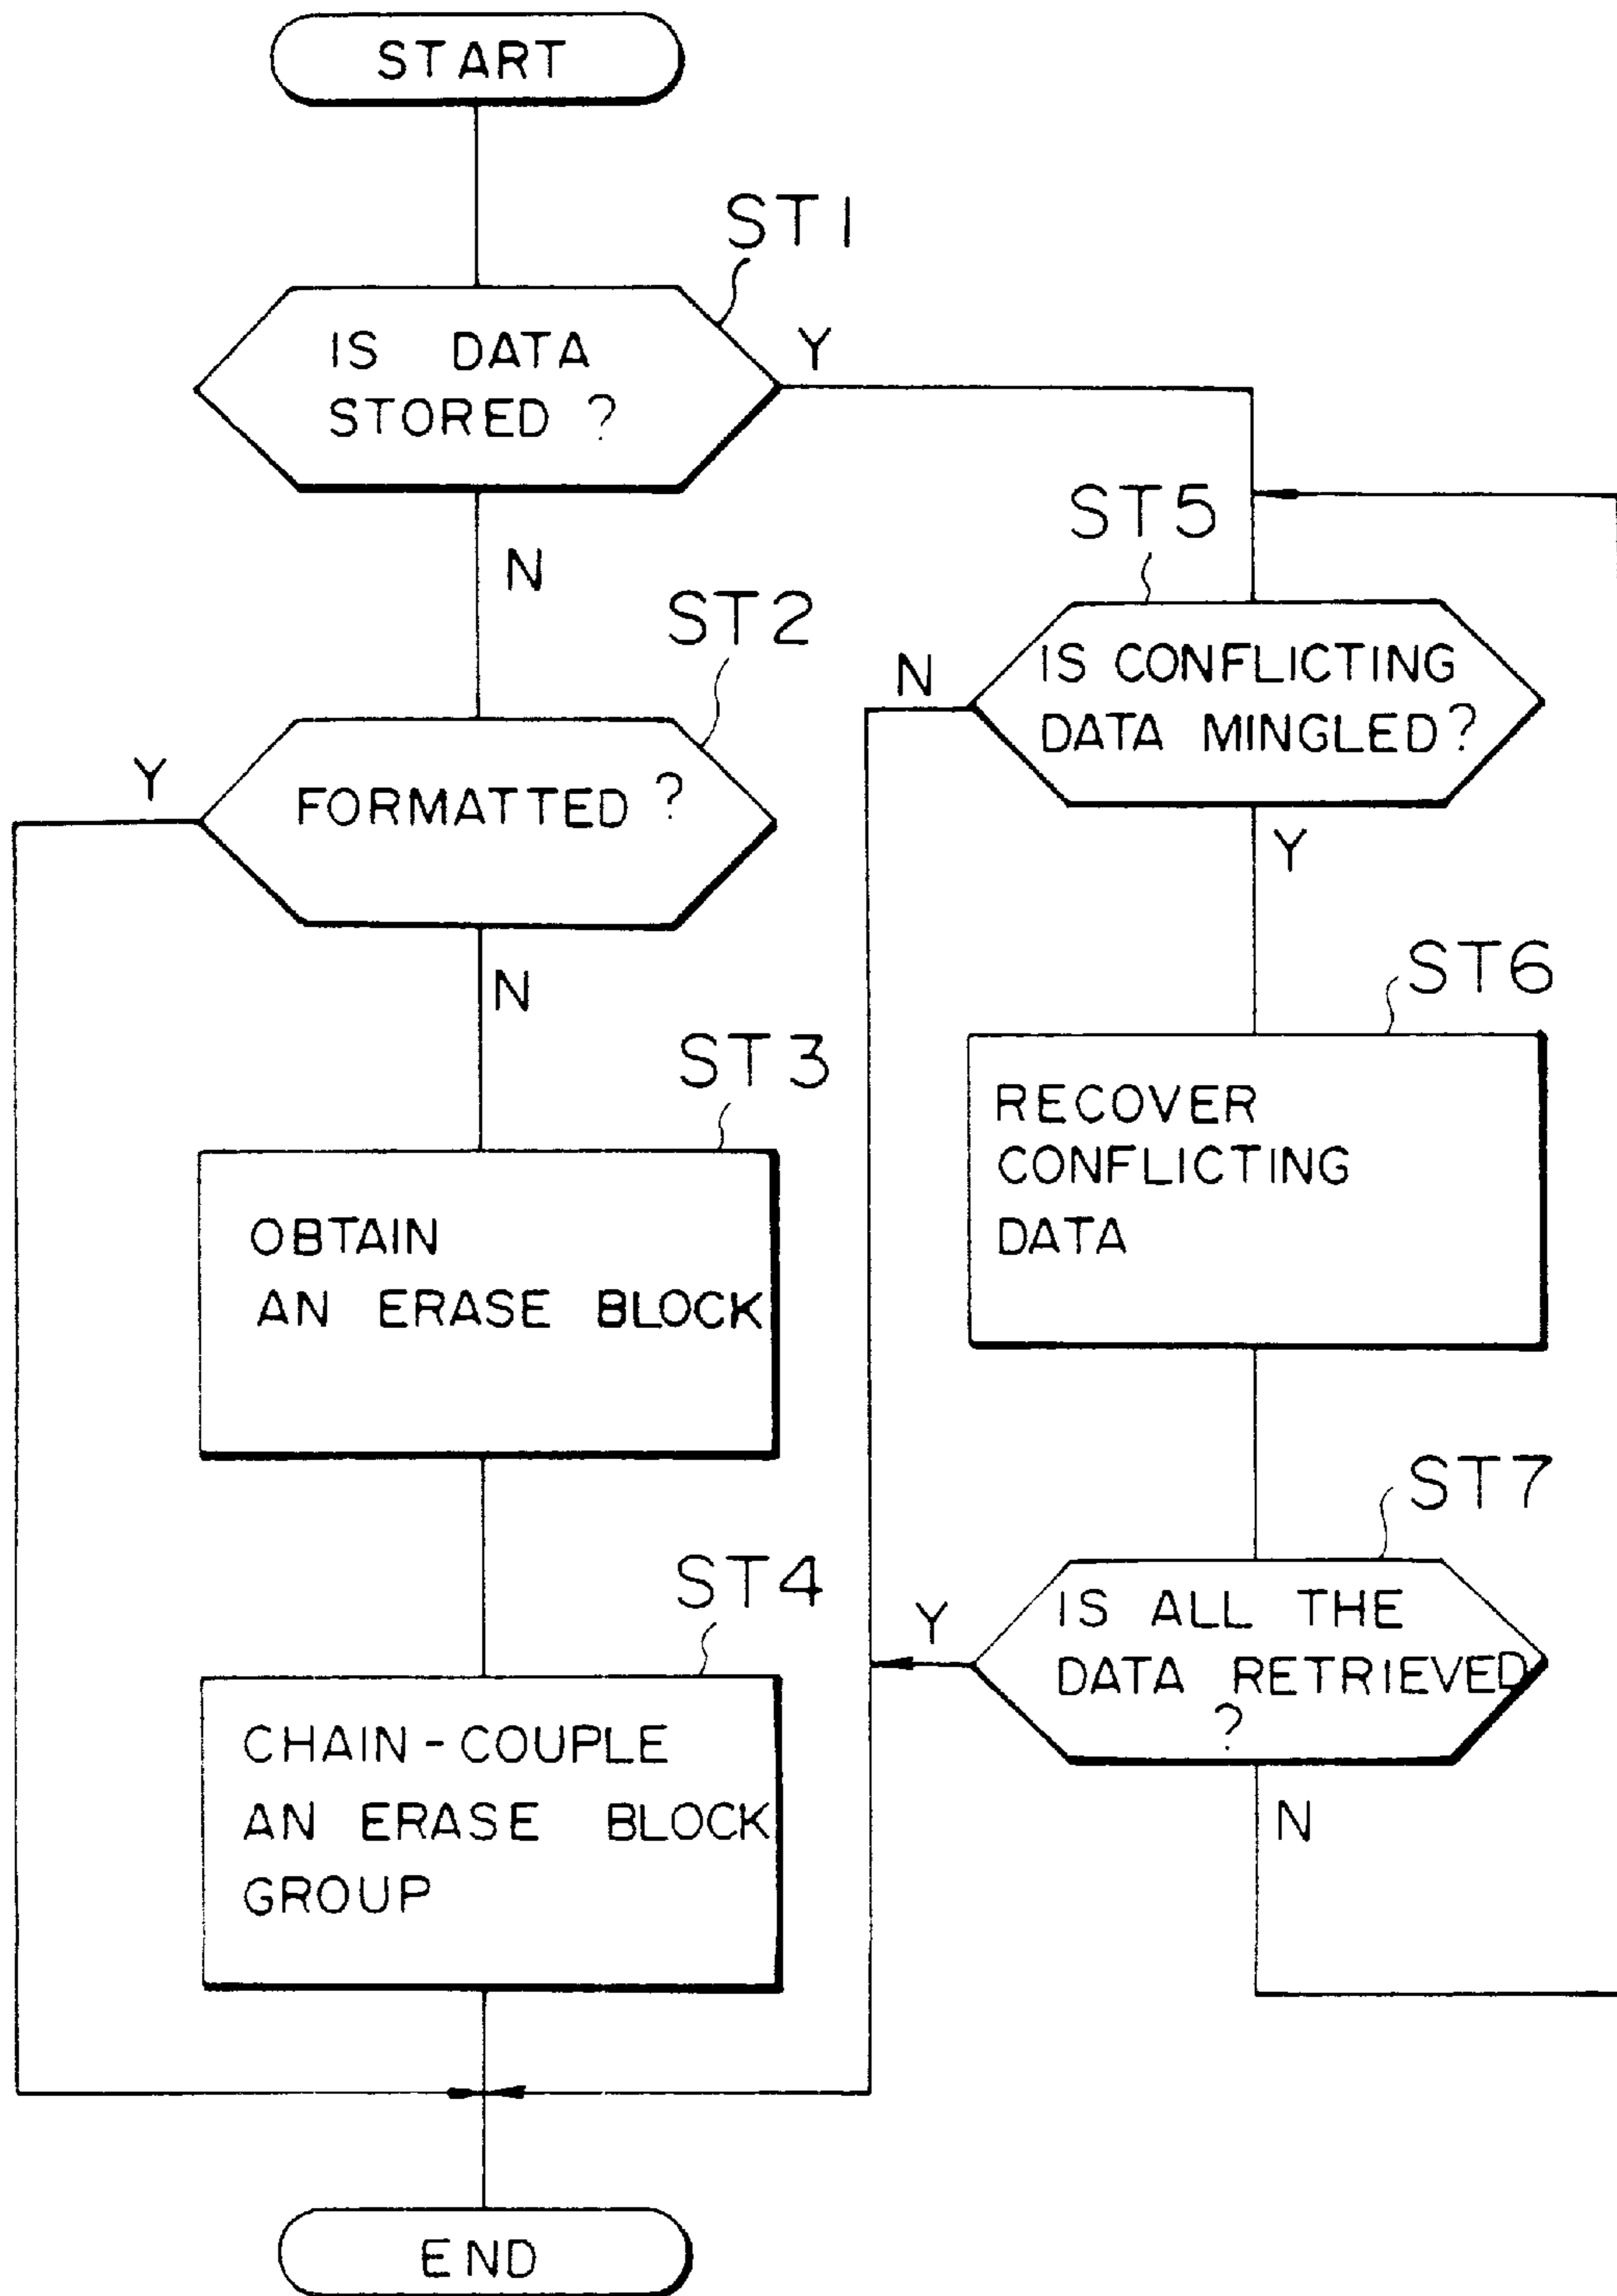 START
ST1
IS DATA
STORED ?
Y
N
ST2
FORMATTED ?
Y
N
ST3
OBTAIN
AN ERASE BLOCK
ST4
CHAIN-COUPLE
AN ERASE BLOCK
GROUP
ST5
IS CONFLICTING
DATA MINGLED ?
N
Y
ST6
RECOVER
CONFLICTING
DATA
ST7
IS ALL THE
DATA RETRIEVED
?
Y
N
END